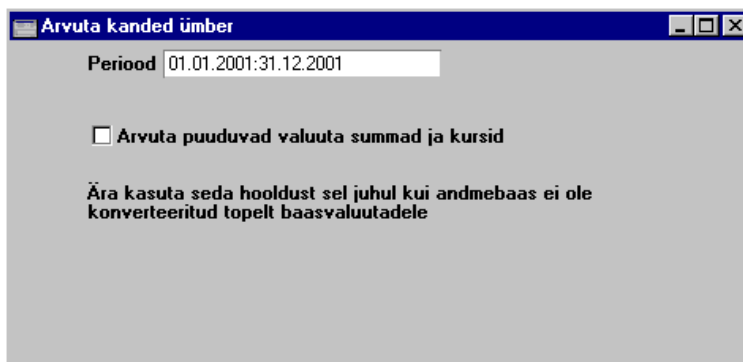 Arvuta kanded ümber
Periood 01.01.2001:31.12.2001
Arvuta puuduvad valuuta summad ja kursid
Ära kasuta seda hooldust sel juhul kui andmebaas ei ole
konverteeritud topelt baasvaluutadele